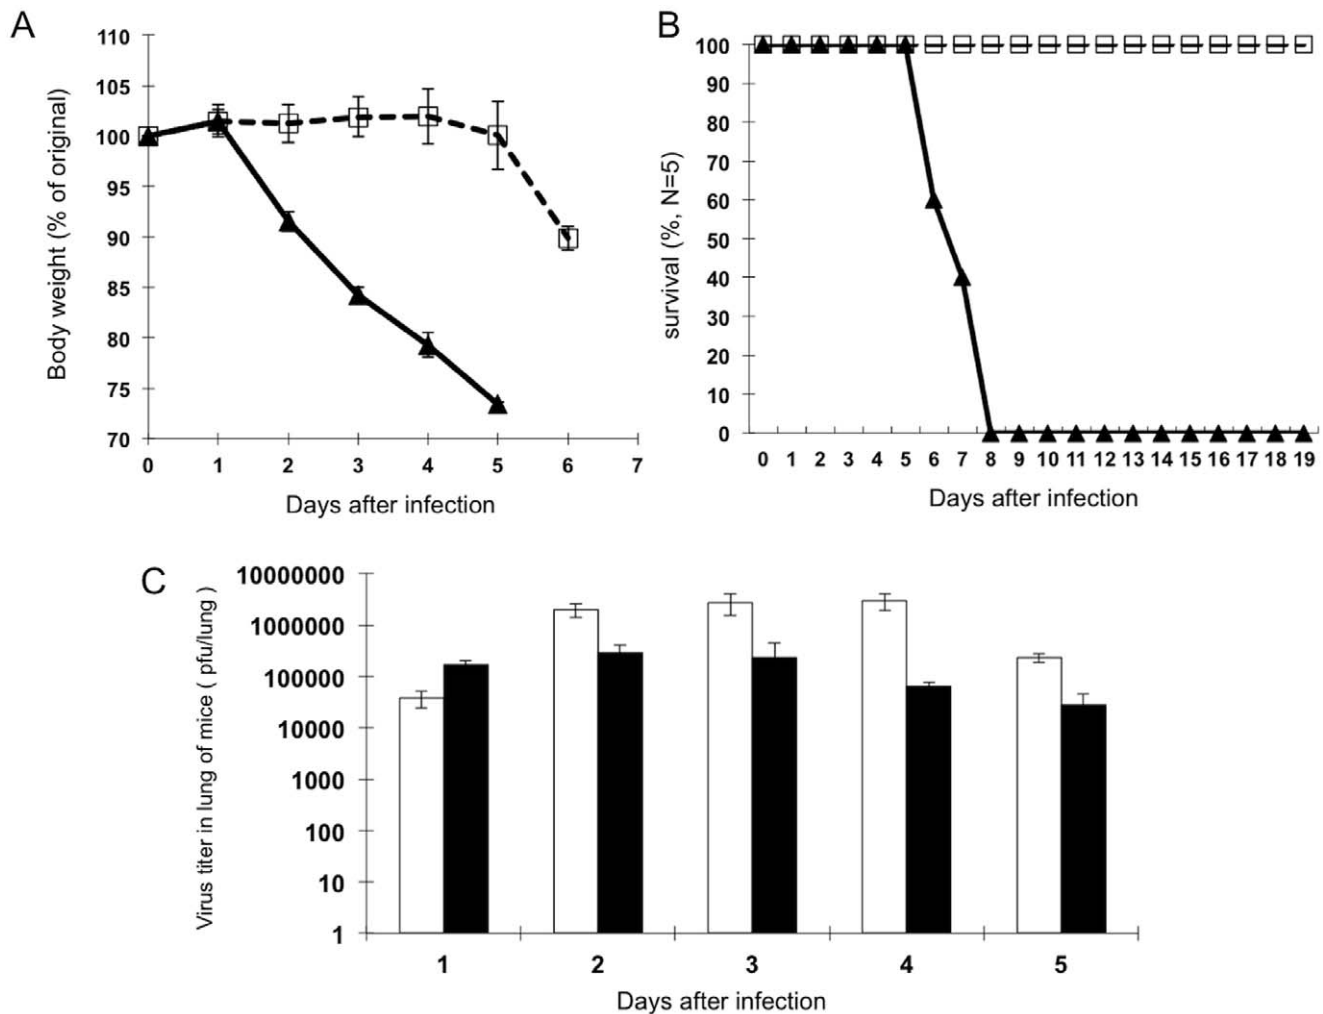 A
B
110
105
100
95
90
85
80
75
70
Body weight (% of original)
0 1 2 3 4 5 6 7
Days after infection
100
90
80
70
60
50
40
30
20
10
0
survival (%, N=5)
0 1 2 3 4 5 6 7 8 9 10 11 12 13 14 15 16 17 18 19
Days after infection
C
10000000
1000000
100000
10000
1000
100
10
1
Virus titer in lung of mice ( pfu/lung )
1 2 3 4 5
Days after infection